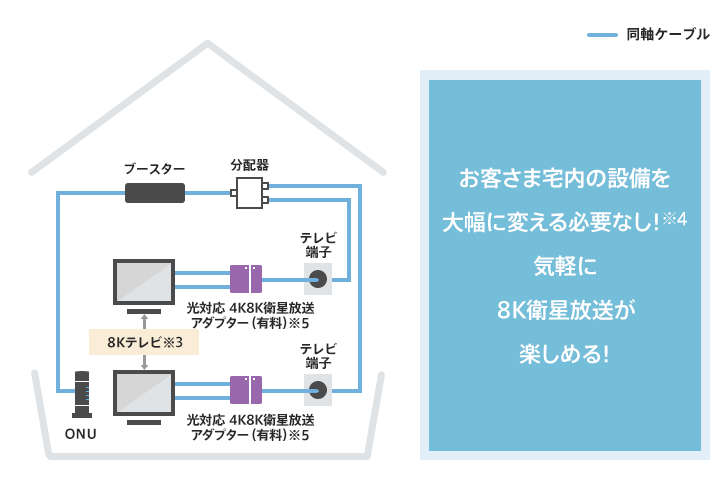 同軸ケーブル
ブースター
分配器
テレビ
端子
光対応 4K8K衛星放送
アダプター(有料)※5
8Kテレビ※3
テレビ
端子
光対応 4K8K衛星放送
アダプター(有料)※5
ONU
お客さま宅内の設備を
大幅に変える必要なし!※4
気軽に
8K衛星放送が
楽しめる!